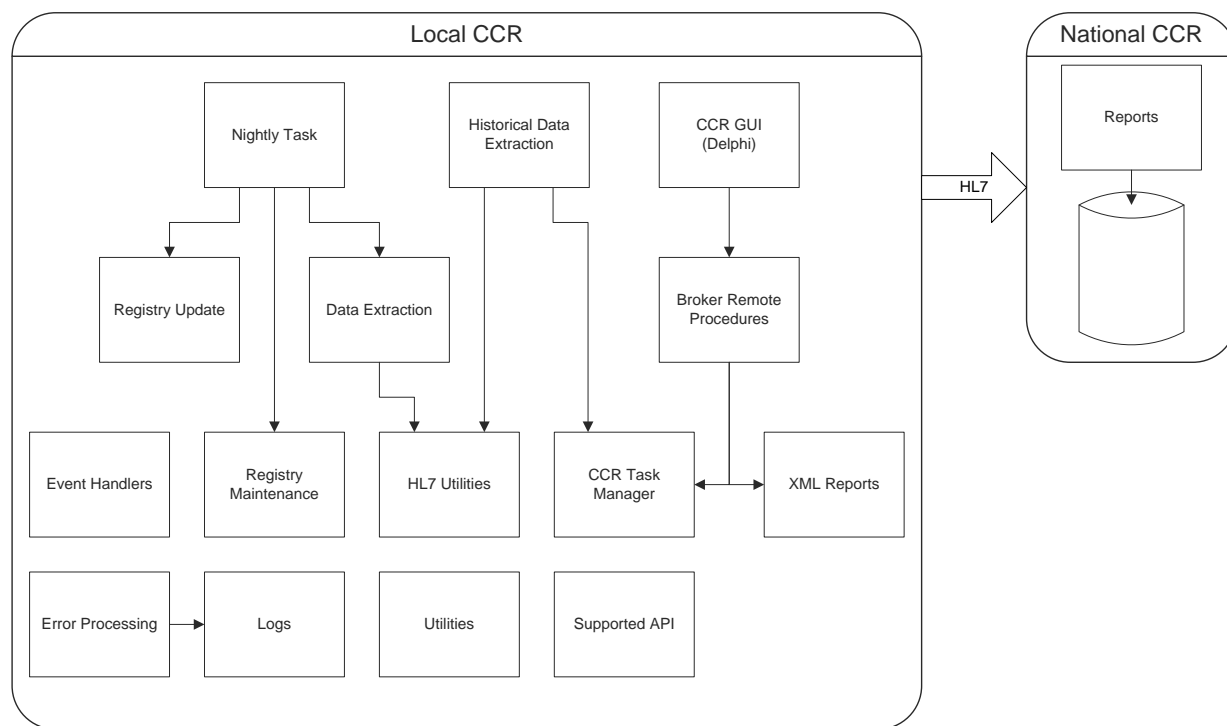 Local CCR
National CCR
Nightly Task
Historical Data
Extraction
CCR GUI
(Delphi)
Reports
HL7
Registry Update
Data Extraction
Broker Remote
Procedures
Event Handlers
Registry
Maintenance
HL7 Utilities
CCR Task
Manager
XML Reports
Error Processing
Logs
Utilities
Supported API